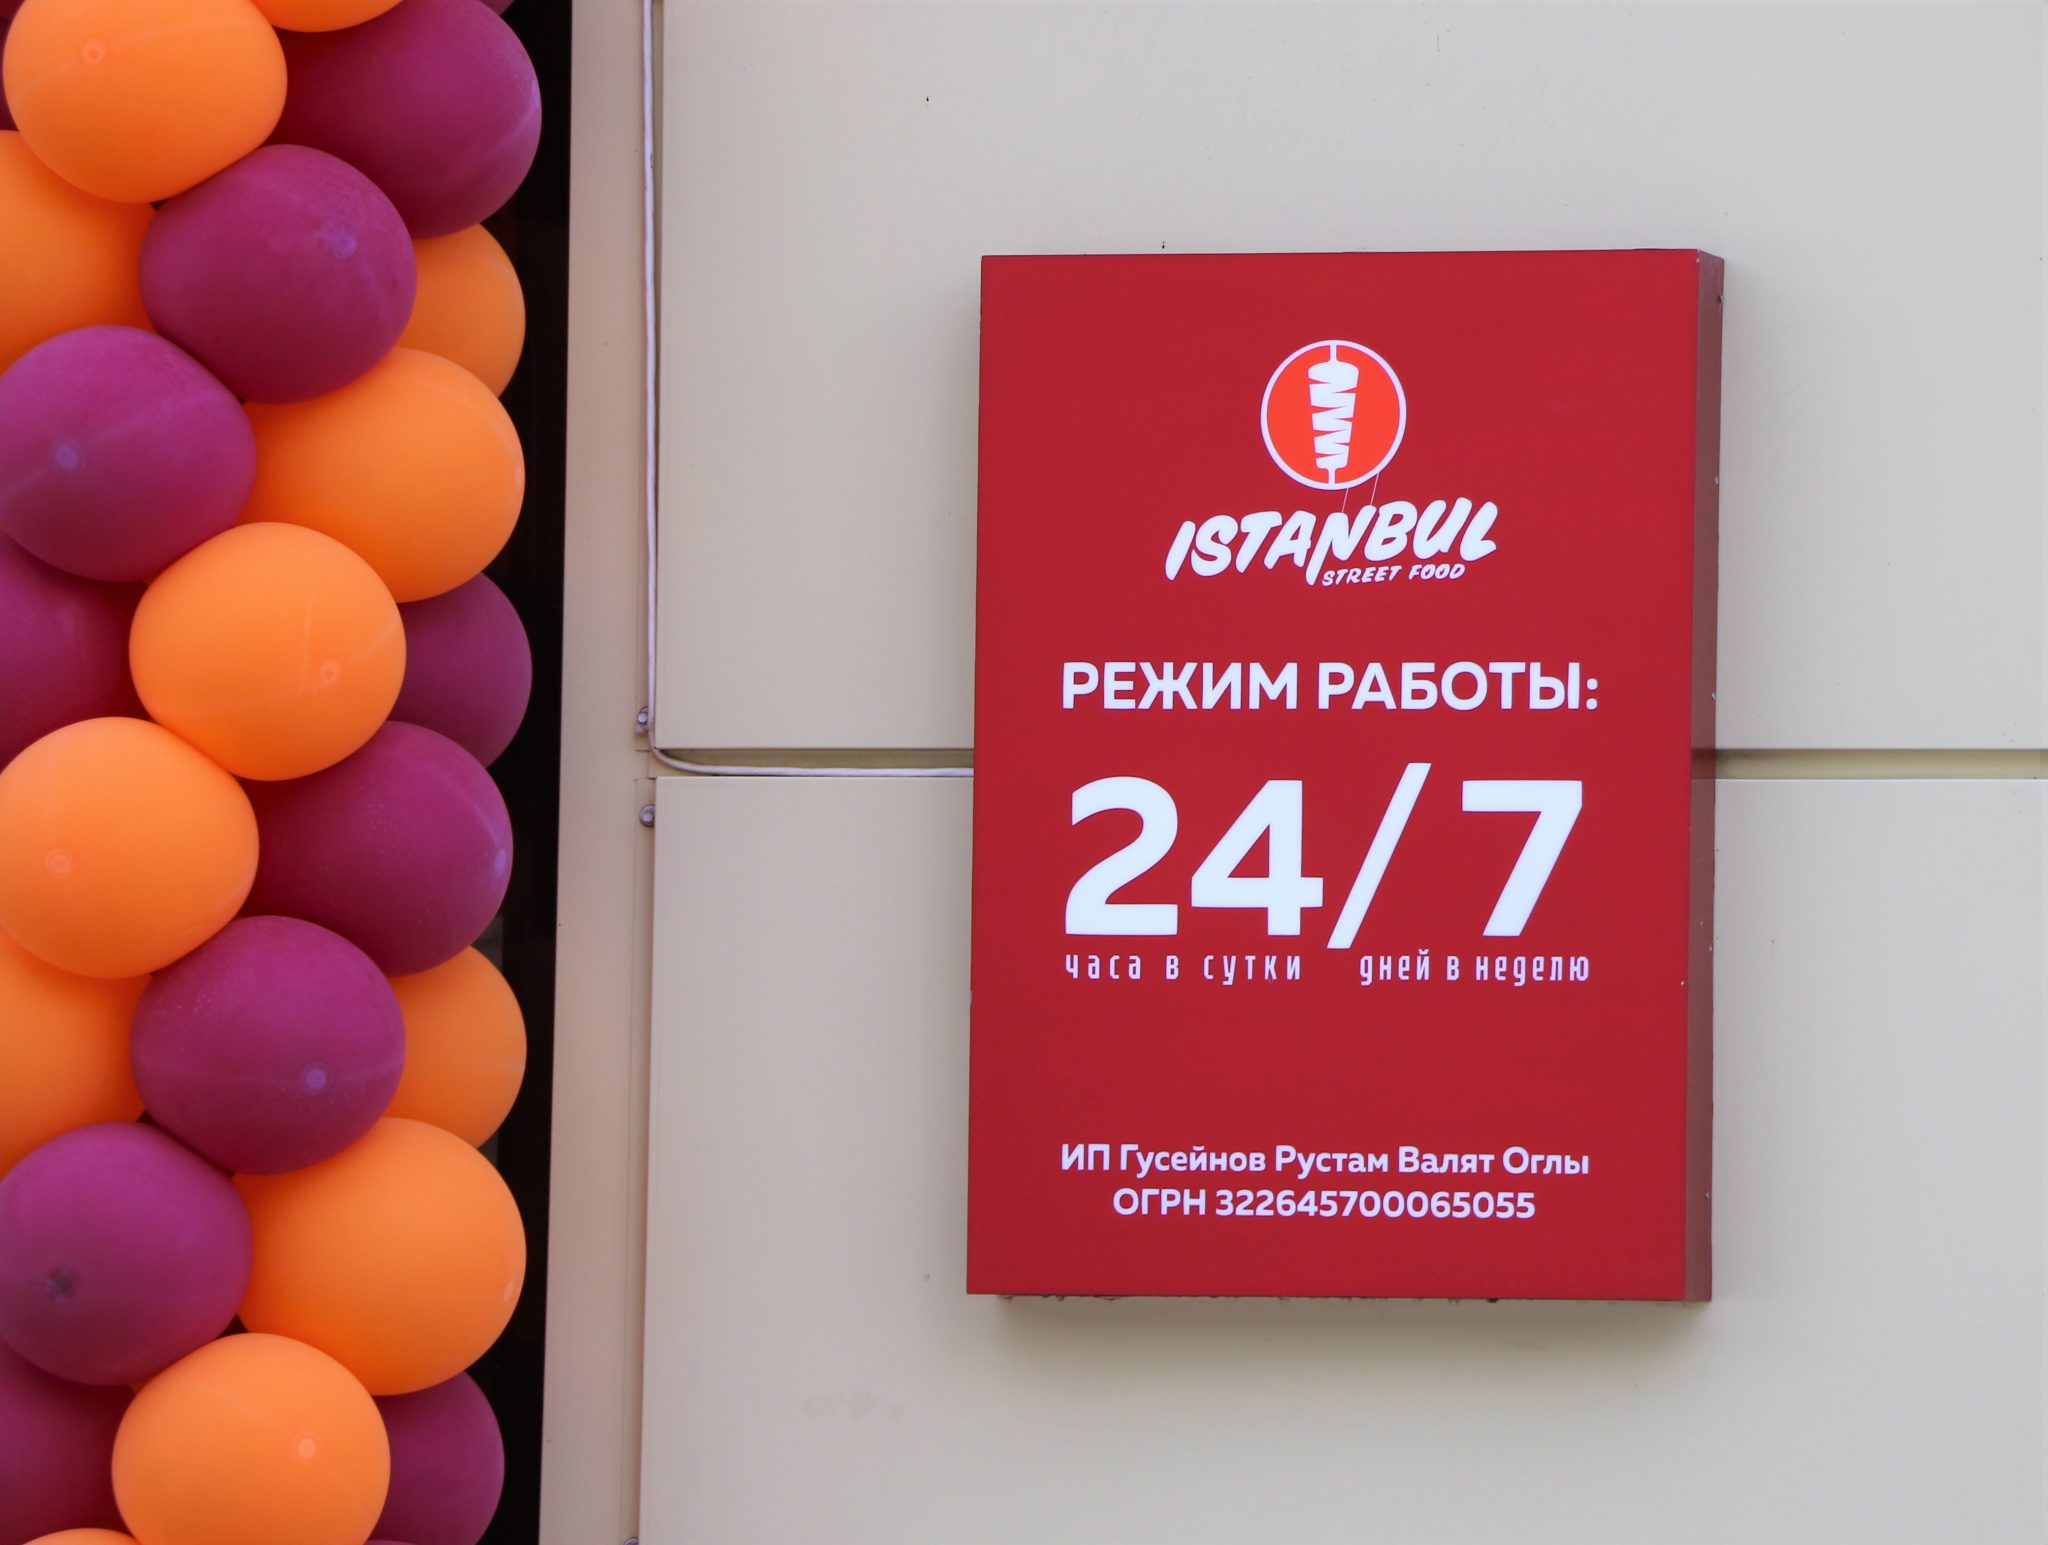 ISTANBUL
STREET FOOD
РЕЖИМ РАБОТЫ:
24/7
часа в сутки дней в неделю
ИП Гусейнов Рустам Валят Оглы
ОГРН 322645700065055